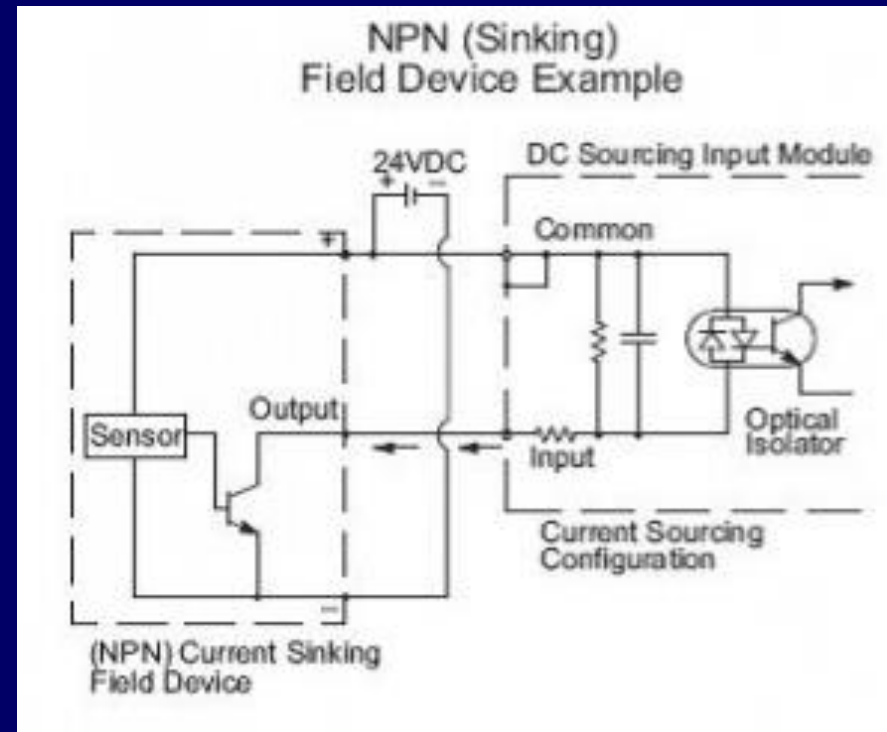 NPN (Sinking)
Field Device Example
24VDC
+ –
DC Sourcing Input Module
+
Common
Output
Sensor
Input
Optical
Isolator
Current Sourcing
Configuration
–
(NPN) Current Sinking
Field Device